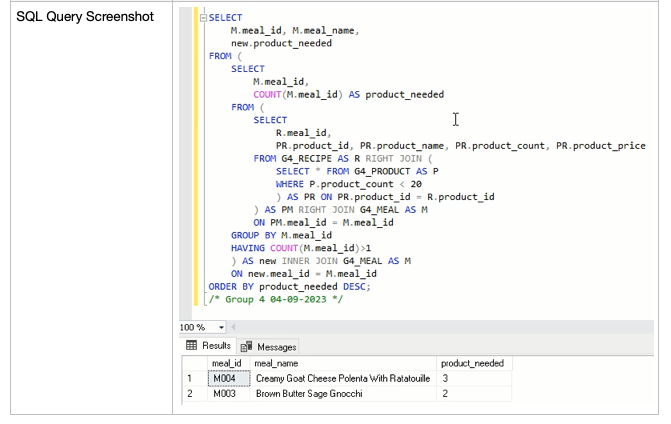 SQL Query Screenshot
SELECT
M.meal_id, M.meal_name,
new.product_needed
FROM (
SELECT
M.meal_id,
COUNT(M.meal_id) AS product_needed
FROM (
SELECT
R.meal_id,
PR.product_id, PR.product_name, PR.product_count, PR.product_price
FROM G4_RECIPE AS R RIGHT JOIN (
SELECT * FROM G4_PRODUCT AS P
WHERE P.product_count < 20
) AS PR ON PR.product_id = R.product_id
) AS PM RIGHT JOIN G4_MEAL AS M
ON PM.meal_id = M.meal_id
GROUP BY M.meal_id
HAVING COUNT(M.meal_id)>1
) AS new INNER JOIN G4_MEAL AS M
ON new.meal_id = M.meal_id
ORDER BY product_needed DESC;
/* Group 4 04-09-2023 */
100 %
Results Messages
meal_id meal_name product_needed
1 M004 Creamy Goat Cheese Polenta With Ratatouille 3
2 M003 Brown Butter Sage Gnocchi 2